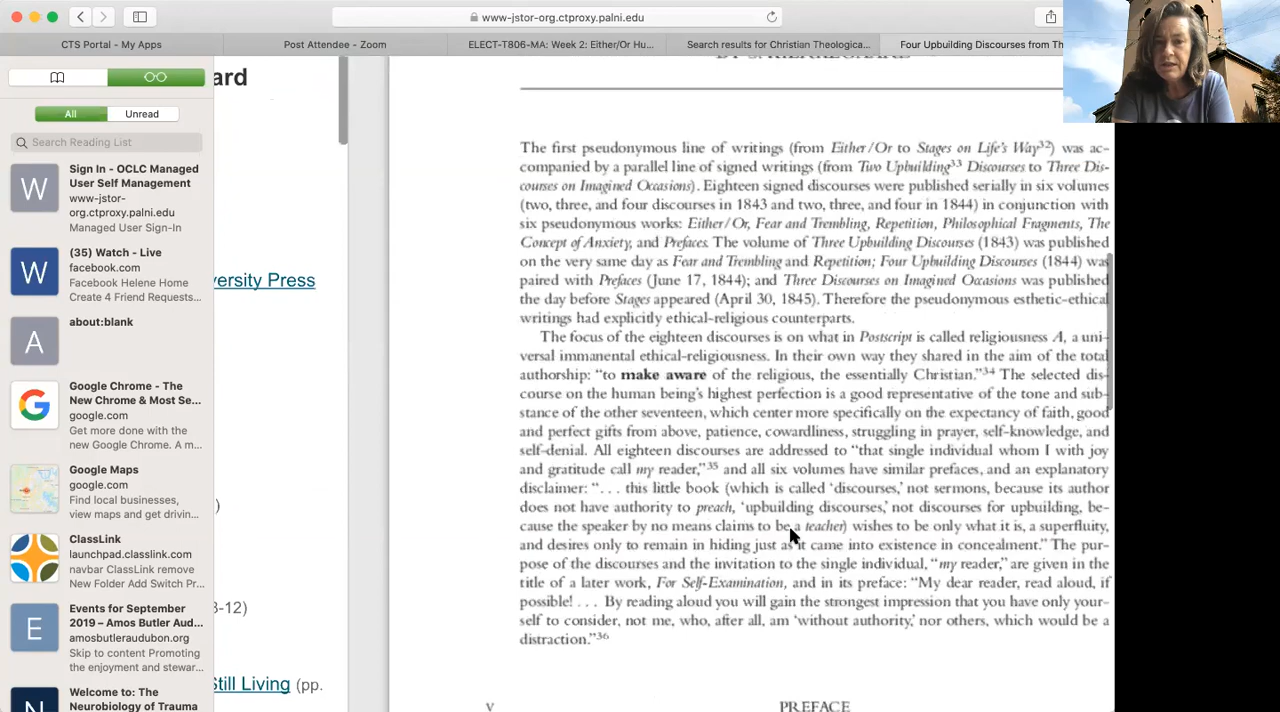 www-jstor-org.ctproxy.palni.edu
CTS Portal - My Apps
Post Attendee - Zoom
ELECT-T806-MA: Week 2: Either/Or Hu...
Search results for Christian Theologica...
Four Upbuilding Discourses from Th
All
Unread
Search Reading List
W
Sign In - OCLC Managed
User Self Management
www-jstor-
org.ctproxy.palni.edu
Managed User Sign-In
W
(35) Watch - Live
facebook.com
Facebook Helene Home
Create 4 Friend Requests...
A
about:blank
Google Chrome - The
New Chrome & Most Se...
google.com
Get more done with the
new Google Chrome. A m...
Google Maps
google.com
Find local businesses,
view maps and get drivin...
ClassLink
launchpad.classlink.com
navbar ClassLink remove
New Folder Add Switch Pr...
E
Events for September
2019 – Amos Butler Aud...
amosbutleraudubon.org
Skip to content Promoting
the enjoyment and stewar...
N
Welcome to: The
Neurobiology of Trauma
ard
versity Press
)
3-12)
Still Living (pp.
BY S. KIERKEGAARD
The first pseudonymous line of writings (from Either/Or to Stages on Life's Way32) was ac-
companied by a parallel line of signed writings (from Two Upbuilding33 Discourses to Three Dis-
courses on Imagined Occasions). Eighteen signed discourses were published serially in six volumes
(two, three, and four discourses in 1843 and two, three, and four in 1844) in conjunction with
six pseudonymous works: Either/Or, Fear and Trembling, Repetition, Philosophical Fragments, The
Concept of Anxiety, and Prefaces. The volume of Three Upbuilding Discourses (1843) was published
on the very same day as Fear and Trembling and Repetition; Four Upbuilding Discourses (1844) was
paired with Prefaces (June 17, 1844); and Three Discourses on Imagined Occasions was published
the day before Stages appeared (April 30, 1845). Therefore the pseudonymous esthetic-ethical
writings had explicitly ethical-religious counterparts.
The focus of the eighteen discourses is on what in Postscript is called religiousness A, a uni-
versal immanental ethical-religiousness. In their own way they shared in the aim of the total
authorship: “to make aware of the religious, the essentially Christian.”34 The selected dis-
course on the human being's highest perfection is a good representative of the tone and sub-
stance of the other seventeen, which center more specifically on the expectancy of faith, good
and perfect gifts from above, patience, cowardliness, struggling in prayer, self-knowledge, and
self-denial. All eighteen discourses are addressed to “that single individual whom I with joy
and gratitude call my reader,”35 and all six volumes have similar prefaces, and an explanatory
disclaimer: “. . . this little book (which is called ‘discourses,’ not sermons, because its author
does not have authority to preach, ‘upbuilding discourses,’ not discourses for upbuilding, be-
cause the speaker by no means claims to be a teacher) wishes to be only what it is, a superfluity,
and desires only to remain in hiding just as it came into existence in concealment.” The pur-
pose of the discourses and the invitation to the single individual, “my reader,” are given in the
title of a later work, For Self-Examination, and in its preface: “My dear reader, read aloud, if
possible! . . . By reading aloud you will gain the strongest impression that you have only your-
self to consider, not me, who, after all, am ‘without authority,’ nor others, which would be a
distraction.”36
V
PREFACE